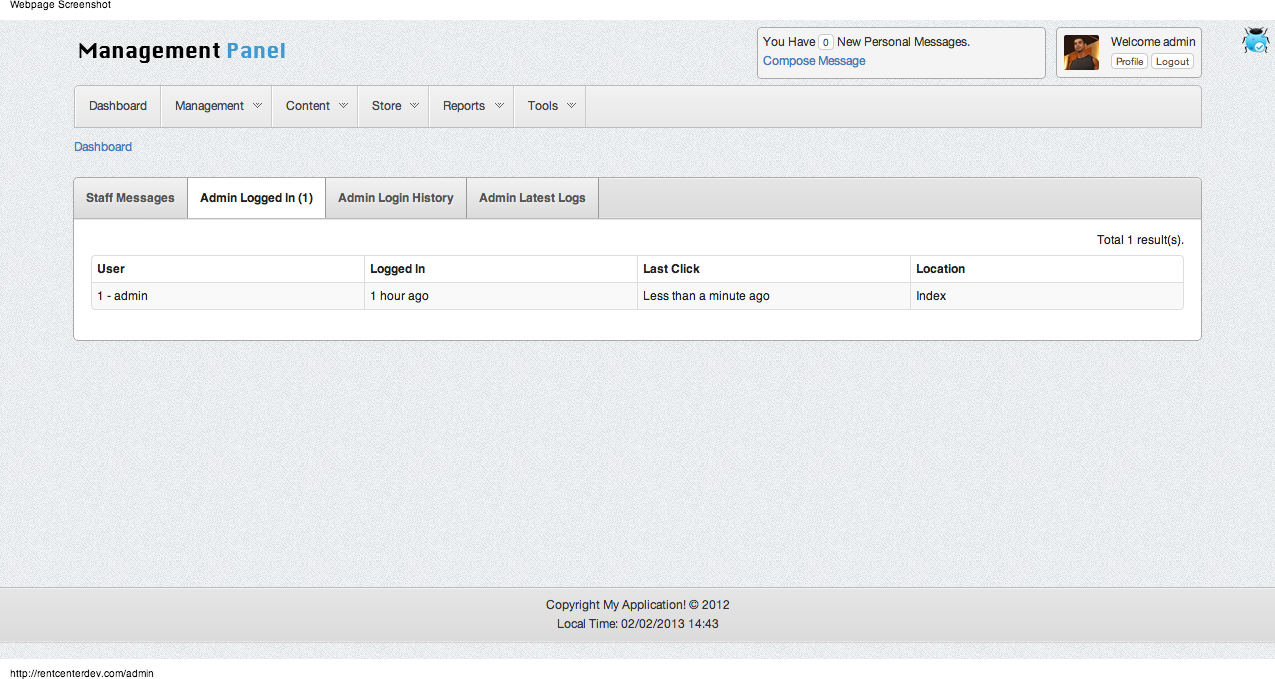 Webpage Screenshot
Management Panel
You Have 0 New Personal Messages.
Compose Message
Welcome admin
Profile Logout
Dashboard Management Content Store Reports Tools
Dashboard
Staff Messages Admin Logged In (1) Admin Login History Admin Latest Logs
Total 1 result(s).
User Logged In Last Click Location
1 - admin 1 hour ago Less than a minute ago Index
Copyright My Application! © 2012
Local Time: 02/02/2013 14:43
http://rentcenterdev.com/admin